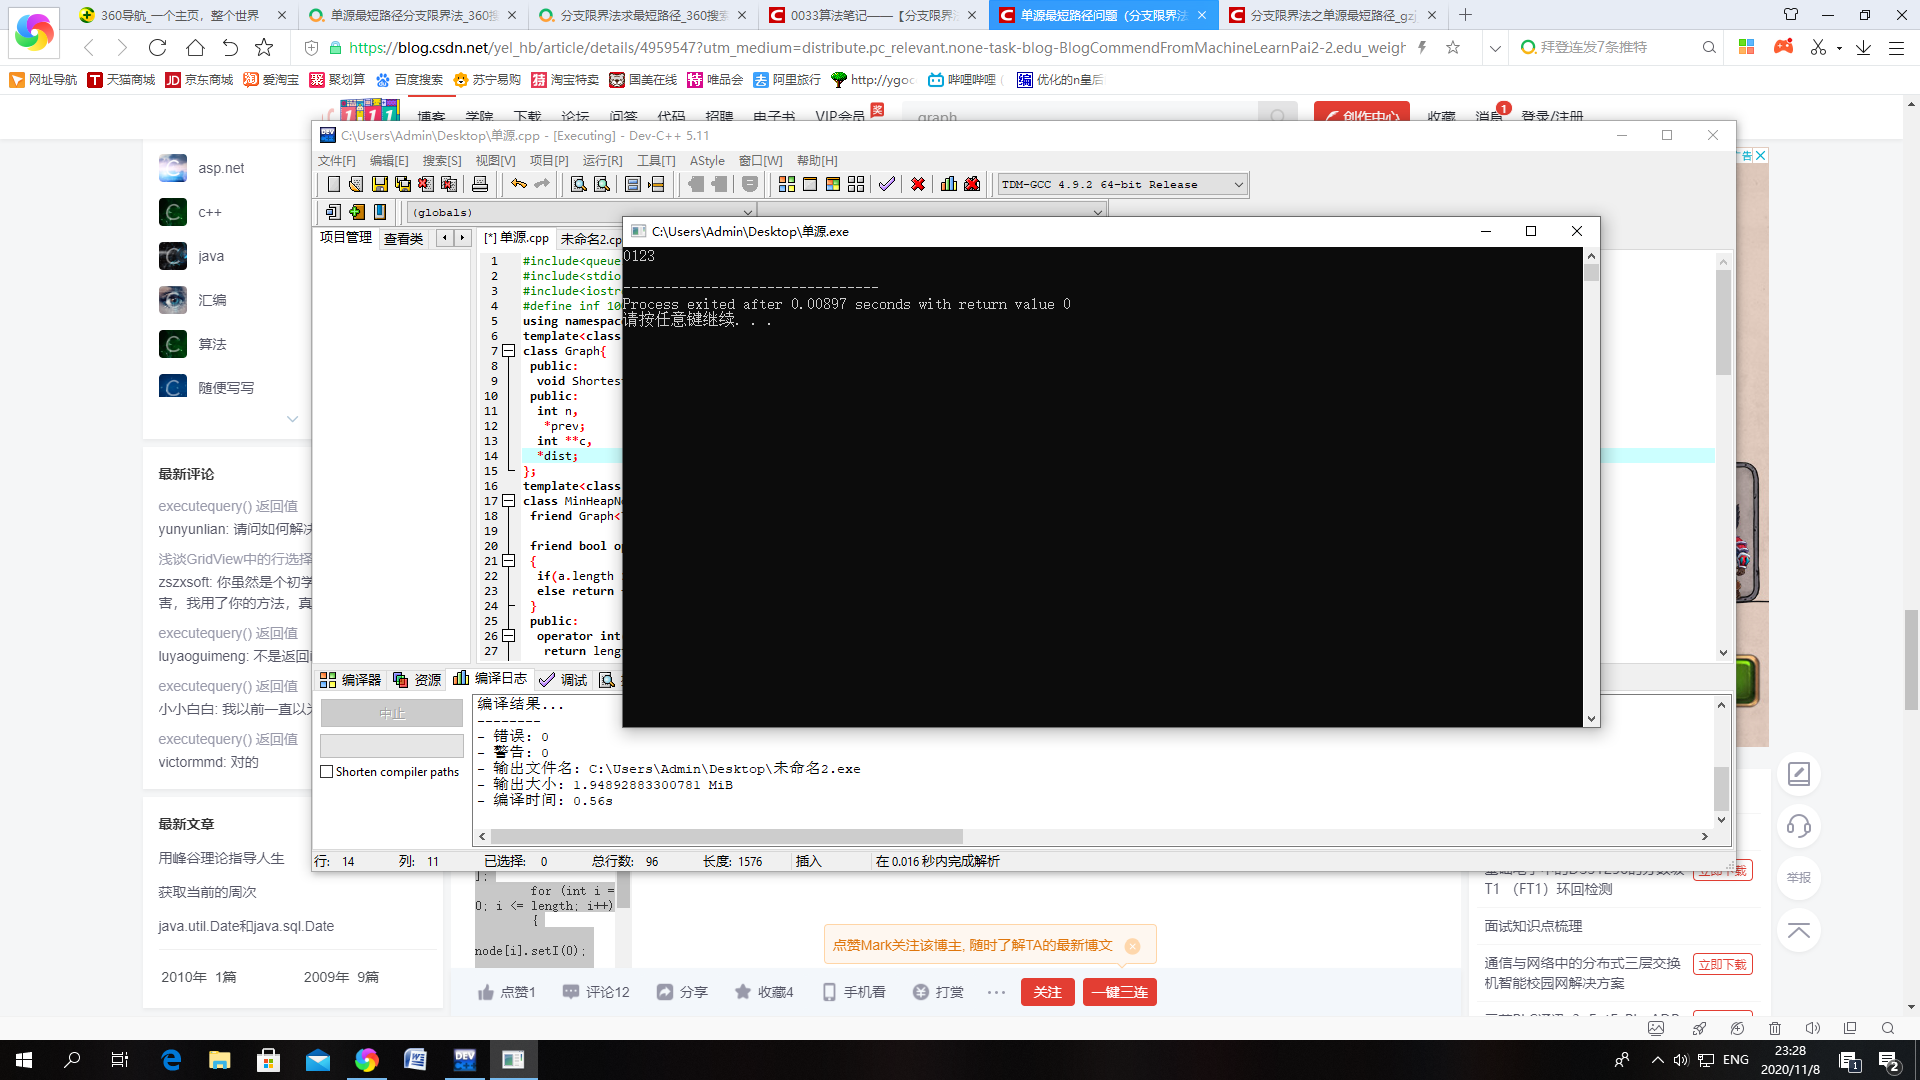 360导航_一个主页，整个世界
单源最短路径分支限界法_360搜
分支限界法求最短路径_360搜索
0033算法笔记——【分支限界
单源最短路径问题（分支限界法
分支限界法之单源最短路径_gzj
https://blog.csdn.net/yel_hb/article/details/4959547?utm_medium=distribute.pc_relevant.none-task-blog-BlogCommendFromMachineLearnPai2-2.edu_weigh
拜登连发7条推特
网址导航
天猫商城
京东商城
爱淘宝
聚划算
百度搜索
苏宁易购
淘宝特卖
国美在线
唯品会
阿里旅行
http://ygoc
哔哩哔哩
优化的n皇后
博客 学院 下载 论坛 问答 代码 招聘 电子书 VIP会员
奖
graph
创作中心
收藏
消息
1
登录/注册
C:\Users\Admin\Desktop\单源.cpp - [Executing] - Dev-C++ 5.11
文件[F] 编辑[E] 搜索[S] 视图[V] 项目[P] 运行[R] 工具[T] AStyle 窗口[W] 帮助[H]
TDM-GCC 4.9.2 64-bit Release
(globals)
项目管理 查看类
[*] 单源.cpp 未命名2.cp
1 #include<queue
2 #include<stdio
3 #include<iostre
4 #define inf 10
5 using namespac
6 template<class
7 class Graph{
8 public:
9 void Shortes
10 public:
11 int n,
12 *prev;
13 int **c,
14 *dist;
15 };
16 template<class
17 class MinHeapN
18 friend Graph<
19
20 friend bool op
21 {
22 if(a.length
23 else return
24 }
25 public:
26 operator int
27 return leng
C:\Users\Admin\Desktop\单源.exe
0123
--------------------------------
Process exited after 0.00897 seconds with return value 0
请按任意键继续. . .
编译器 资源 编译日志 调试
中止
Shorten compiler paths
编译结果...
--------
- 错误: 0
- 警告: 0
- 输出文件名: C:\Users\Admin\Desktop\未命名2.exe
- 输出大小: 1.94892883300781 MiB
- 编译时间: 0.56s
行: 14 列: 11 已选择: 0 总行数: 96 长度: 1576 插入 在 0.016 秒内完成解析
asp.net
c++
java
汇编
算法
随便写写
最新评论
executequery() 返回值
yunyunlian: 请问如何解决
浅谈GridView中的行选择
zszxsoft: 你虽然是个初学
害，我用了你的方法，真
executequery() 返回值
luyaoguimeng: 不是返回
executequery() 返回值
小小白白: 我以前一直以为
executequery() 返回值
victormmd: 对的
最新文章
用峰谷理论指导人生
获取当前的周次
java.util.Date和java.sql.Date
2010年 1篇
2009年 9篇
];
for (int i =
0; i <= length; i++)
{
node[i].setI(0);
点赞Mark关注该博主, 随时了解TA的最新博文
点赞1
评论12
分享
收藏4
手机看
打赏
关注
一键三连
广告
立即下载
T1 （FT1）环回检测
面试知识点梳理
通信与网络中的分布式三层交换
机智能校园网解决方案
立即下载
举报
ENG
23:28
2020/11/8
1
2